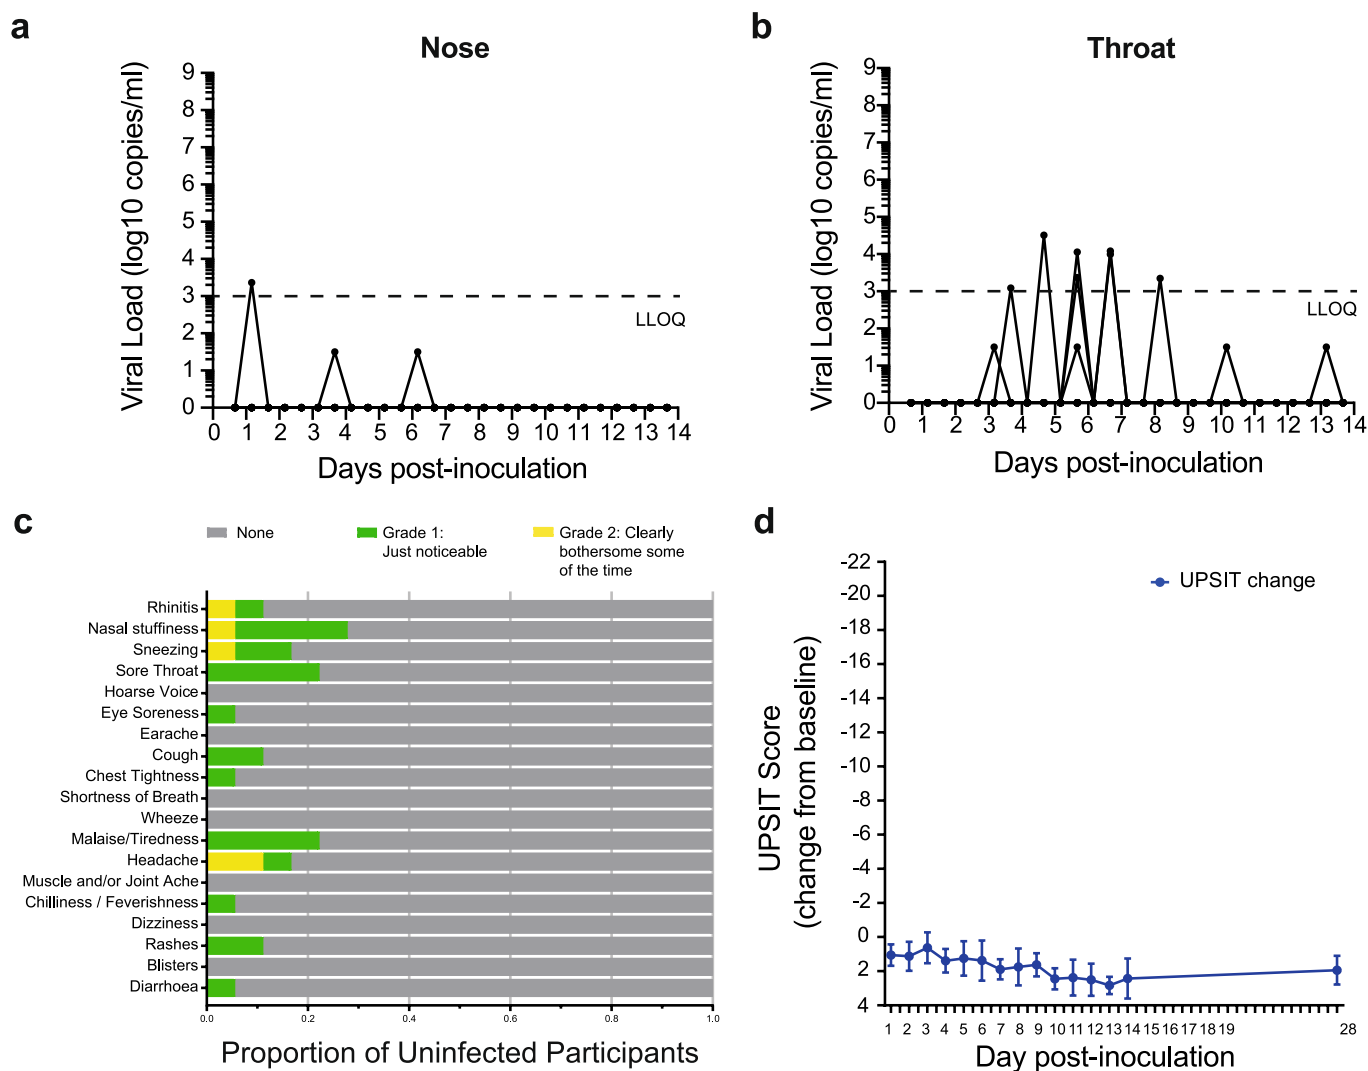 a
Nose
Viral Load (log10 copies/ml)
9
8
7
6
5
4
3
2
1
0
LLOQ
0 1 2 3 4 5 6 7 8 9 10 11 12 13 14
Days post-inoculation
b
Throat
Viral Load (log10 copies/ml)
9
8
7
6
5
4
3
2
1
0
LLOQ
0 1 2 3 4 5 6 7 8 9 10 11 12 13 14
Days post-inoculation
c
None
Grade 1:
Just noticeable
Grade 2: Clearly
bothersome some
of the time
Rhinitis
Nasal stuffiness
Sneezing
Sore Throat
Hoarse Voice
Eye Soreness
Earache
Cough
Chest Tightness
Shortness of Breath
Wheeze
Malaise/Tiredness
Headache
Muscle and/or Joint Ache
Chilliness / Feverishness
Dizziness
Rashes
Blisters
Diarrhoea
0.0 0.2 0.4 0.6 0.8 1.0
Proportion of Uninfected Participants
d
UPSIT change
UPSIT Score
(change from baseline)
-22
-20
-18
-16
-14
-12
-10
-8
-6
-4
-2
0
2
4
1 2 3 4 5 6 7 8 9 10 11 12 13 14 15 16 17 18 19 28
Day post-inoculation